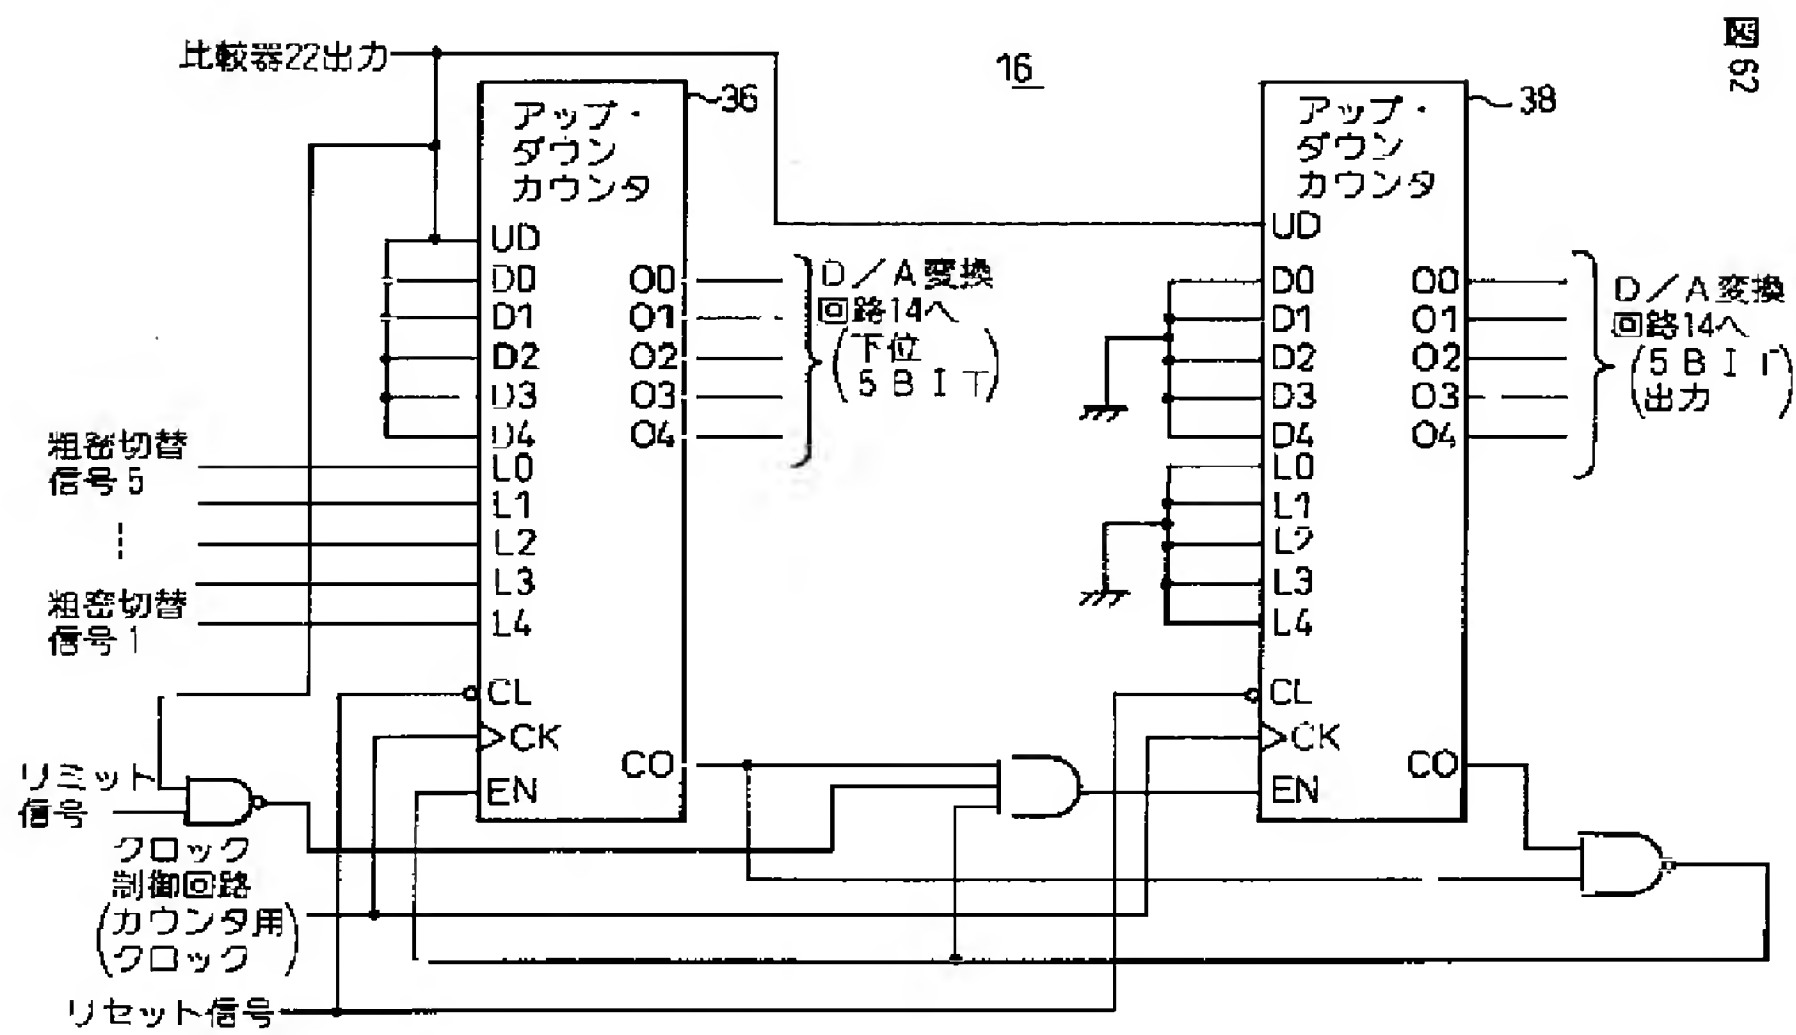 図62
16
比較器22出力
36
アップ・
ダウン
カウンタ
UD
D0
D1
D2
D3
D4
L0
L1
L2
L3
L4
CL
CK
EN
O0
O1
O2
O3
O4
CO
D/A変換
回路14へ
(下位
5BIT)
38
アップ・
ダウン
カウンタ
UD
D0
D1
D2
D3
D4
L0
L1
L2
L3
L4
CL
CK
EN
O0
O1
O2
O3
O4
CO
D/A変換
回路14へ
(5BIT
出力)
粗密切替
信号5
粗密切替
信号1
リミット
信号
クロック
制御回路
(カウンタ用
クロック)
リセット信号